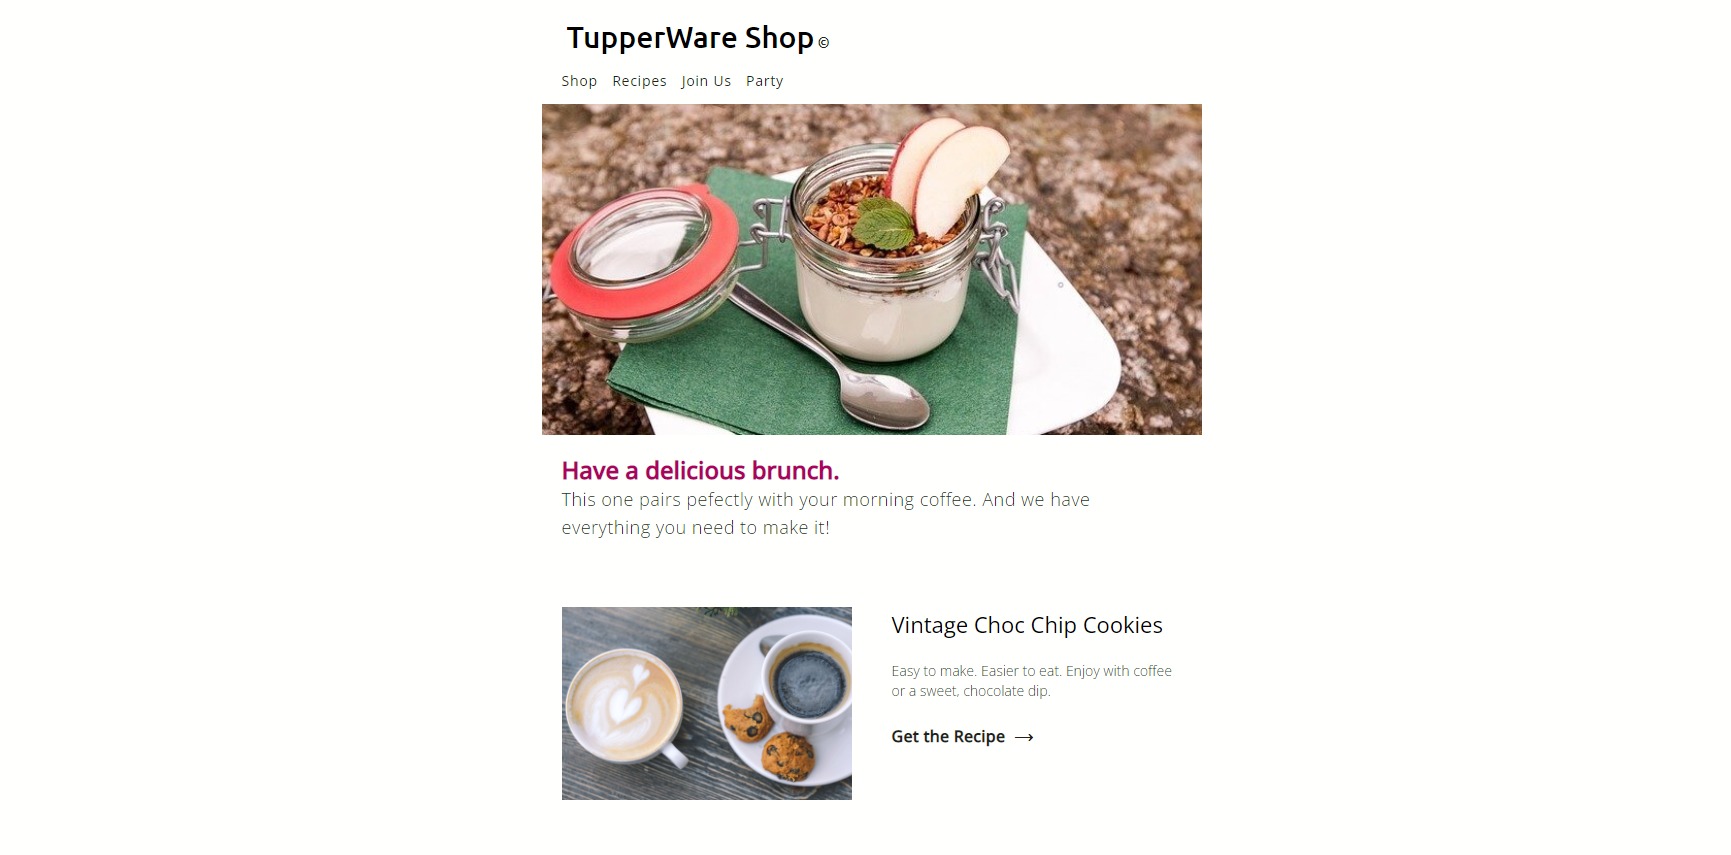 TupperWare Shop ©
Shop Recipes Join Us Party
Have a delicious brunch.
This one pairs pefectly with your morning coffee. And we have
everything you need to make it!
Vintage Choc Chip Cookies
Easy to make. Easier to eat. Enjoy with coffee
or a sweet, chocolate dip.
Get the Recipe →